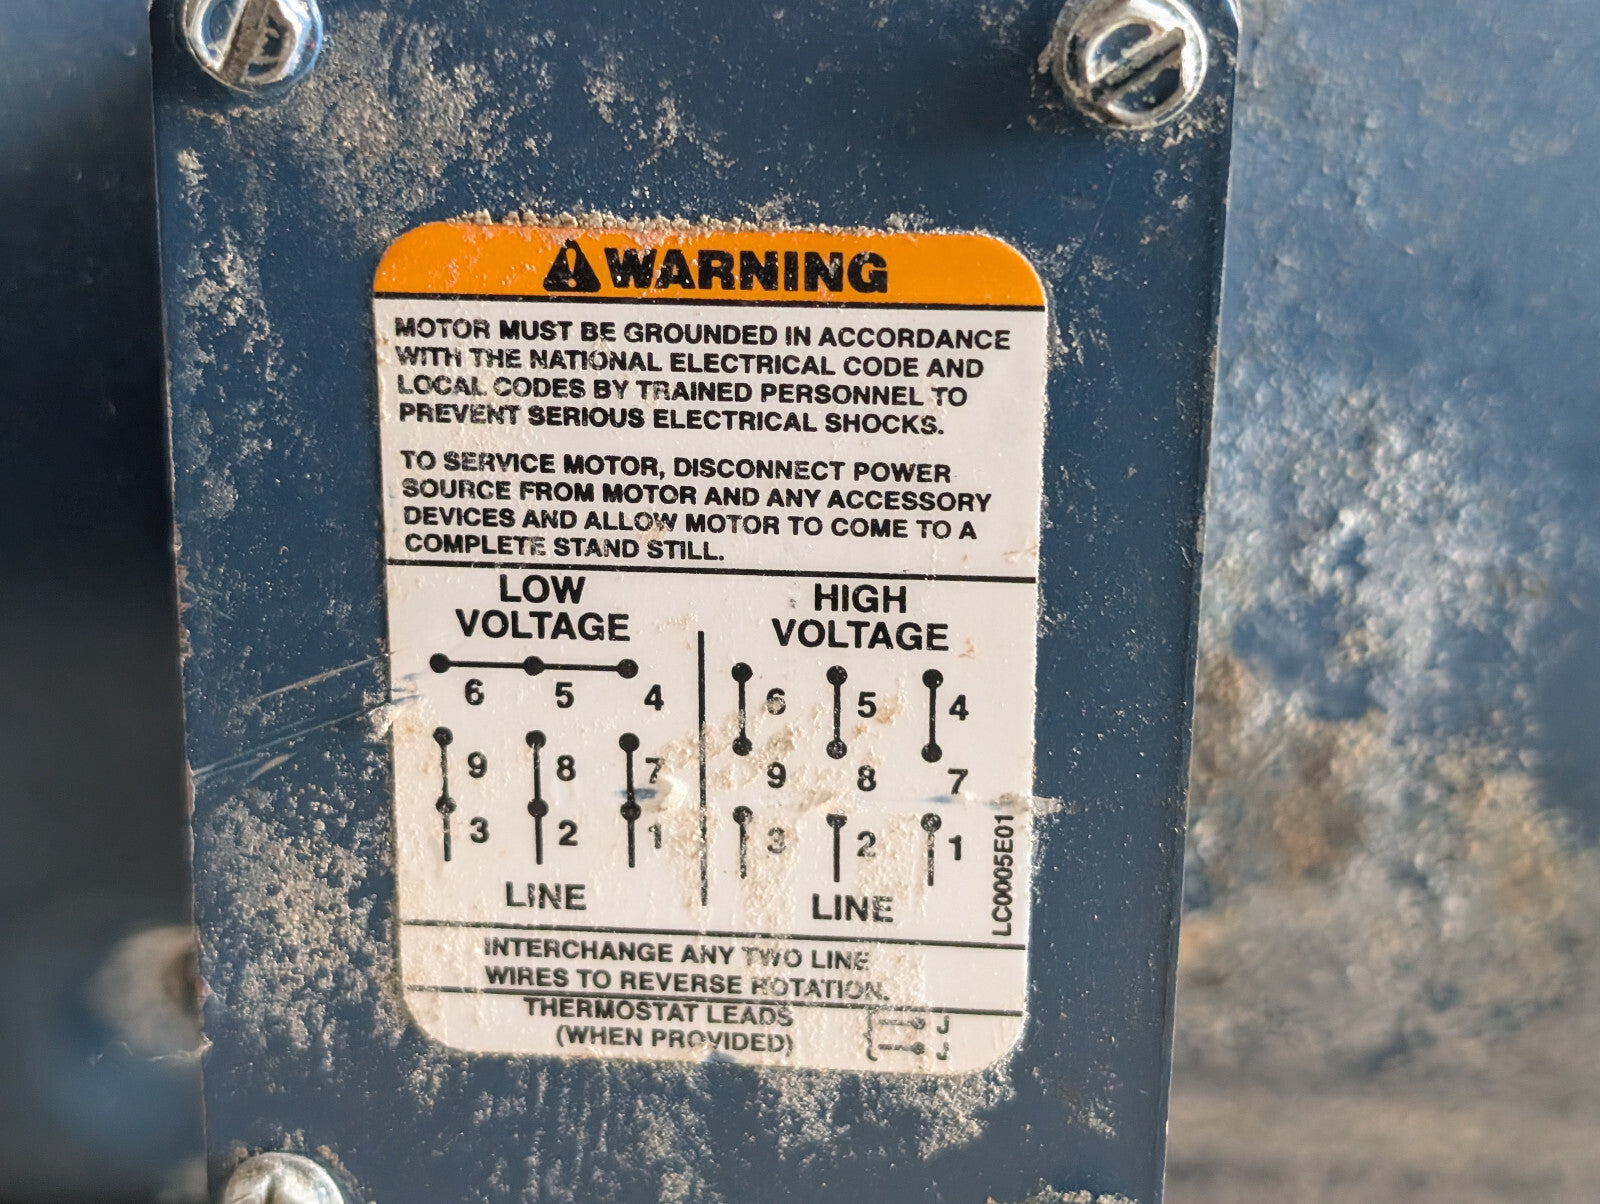 WARNING
MOTOR MUST BE GROUNDED IN ACCORDANCE
WITH THE NATIONAL ELECTRICAL CODE AND
LOCAL CODES BY TRAINED PERSONNEL TO
PREVENT SERIOUS ELECTRICAL SHOCKS.
TO SERVICE MOTOR, DISCONNECT POWER
SOURCE FROM MOTOR AND ANY ACCESSORY
DEVICES AND ALLOW MOTOR TO COME TO A
COMPLETE STAND STILL.
LOW
VOLTAGE
6 5 4
9 8 7
3 2 1
LINE
HIGH
VOLTAGE
6 5 4
9 8 7
3 2 1
LINE
LC0005E01
INTERCHANGE ANY TWO LINE
WIRES TO REVERSE ROTATION.
THERMOSTAT LEADS
(WHEN PROVIDED)
J
J